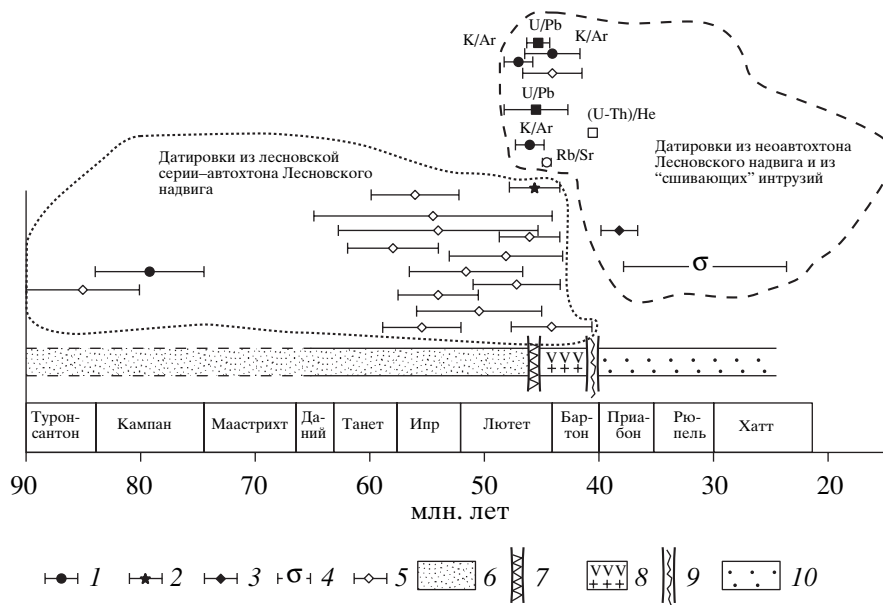 U/Pb
K/Ar
K/Ar
U/Pb
(U-Th)/He
K/Ar
Rb/Sr
Датировки из лесновской
серии–автохтона Лесновского
надвига
Датировки из неоавтохтона
Лесновского надвига и из
“сшивающих” интрузий
σ
VVV
+++
Турон-
сантон
Кампан
Маастрихт
Да-
ний
Танет
Ипр
Лютет
Бар-
тон
Приа-
бон
Рю-
пель
Хатт
90 80 70 60 50 40 30 20
млн. лет
1 2 σ 3 4 5 6 7 VVV 8 9 10
+++